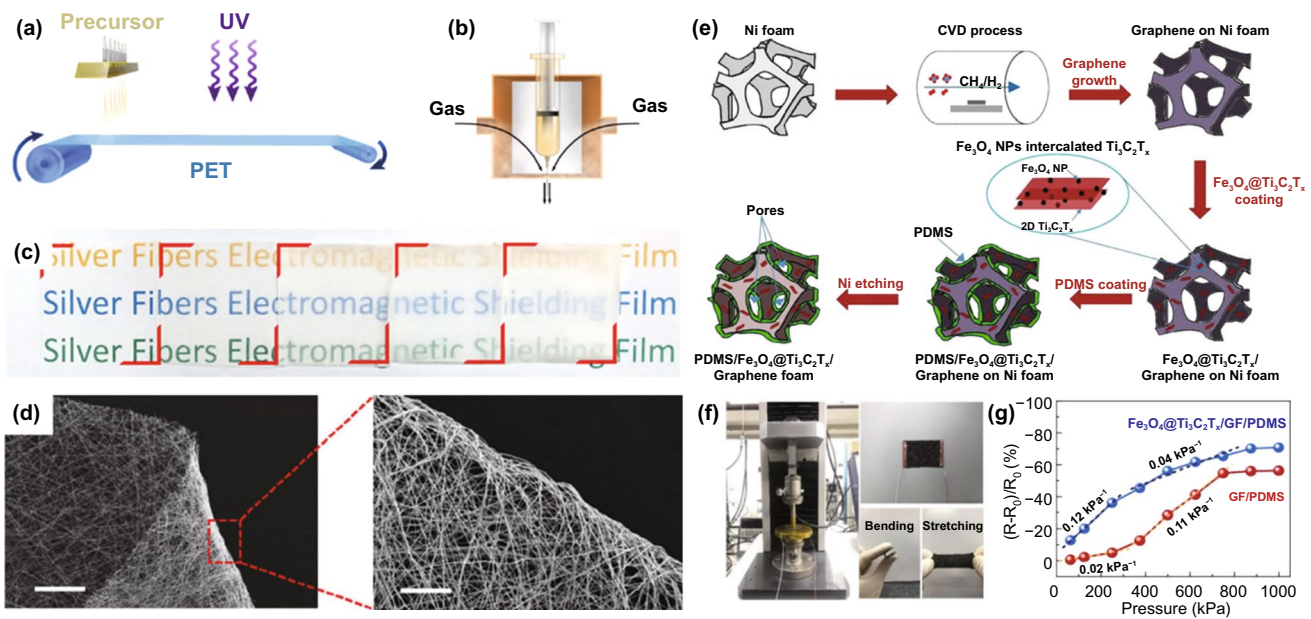 (a)
Precursor
UV
PET
(b)
Gas
Gas
(c)
Silver Fibers Electromagnetic Shielding Film
Silver Fibers Electromagnetic Shielding Film
Silver Fibers Electromagnetic Shielding Film
(d)
(e)
Ni foam
CVD process
Graphene on Ni foam
CH₄/H₂
Graphene
growth
Fe₃O₄ NPs intercalated Ti₃C₂Tₓ
Fe₃O₄ NP
2D Ti₃C₂Tₓ
Fe₃O₄@Ti₃C₂Tₓ
coating
Pores
PDMS
Ni etching
PDMS coating
PDMS/Fe₃O₄@Ti₃C₂Tₓ/
Graphene foam
PDMS/Fe₃O₄@Ti₃C₂Tₓ/
Graphene on Ni foam
Fe₃O₄@Ti₃C₂Tₓ/
Graphene on Ni foam
(f)
Bending
Stretching
(g)
(R-R₀)/R₀ (%)
−100
−80
−60
−40
−20
0
Fe₃O₄@Ti₃C₂Tₓ/GF/PDMS
0.04 kPa⁻¹
0.12 kPa⁻¹
GF/PDMS
0.11 kPa⁻¹
0.02 kPa⁻¹
0 200 400 600 800 1000
Pressure (kPa)